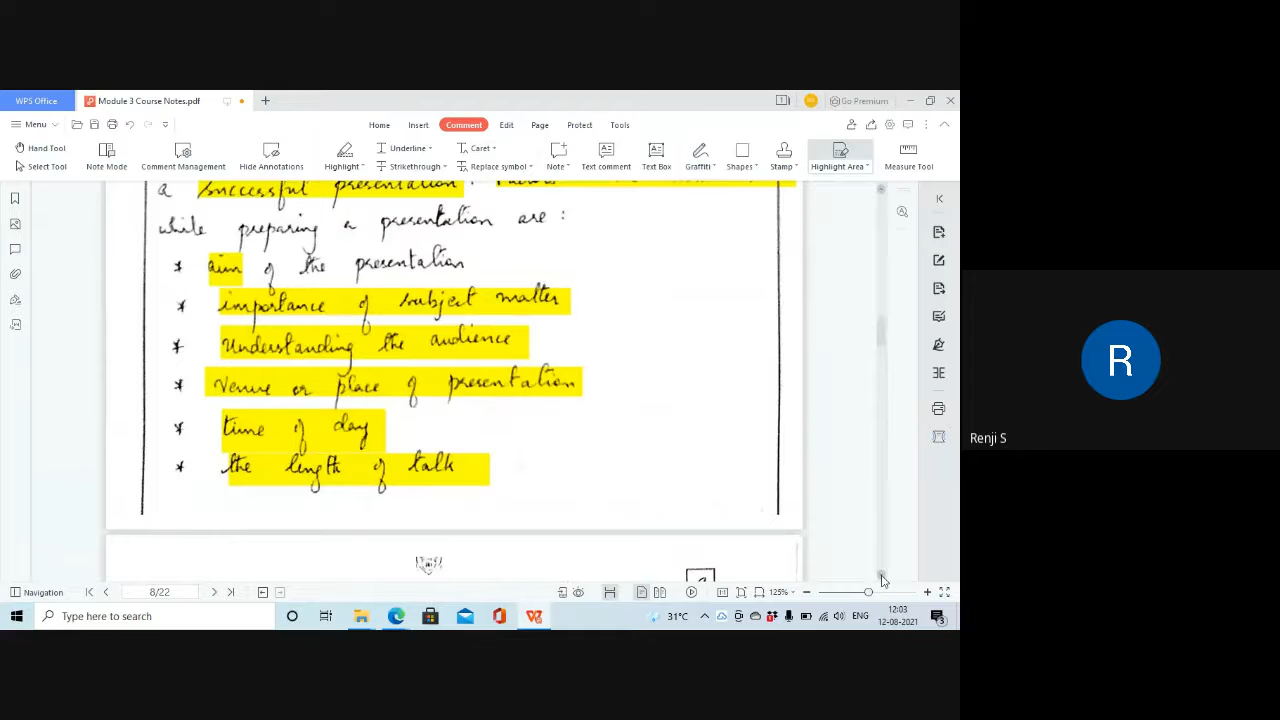 WPS Office
Module 3 Course Notes.pdf
1
Go Premium
Menu
Home
Insert
Comment
Edit
Page
Protect
Tools
Hand Tool
Select Tool
Note Mode
Comment Management
Hide Annotations
Highlight
Underline
Strikethrough
Caret
Replace symbol
Note
Text comment
Text Box
Graffiti
Shapes
Stamp
Highlight Area
Measure Tool
a successful presentation. Factors
while preparing a presentation are:
* aim of the presentation
* importance of subject matter
* Understanding the audience
* Venue or place of presentation
* time of day
* the length of talk
Navigation
8/22
125%
Type here to search
31°C
ENG
12:03
12-08-2021
3
R
Renji S